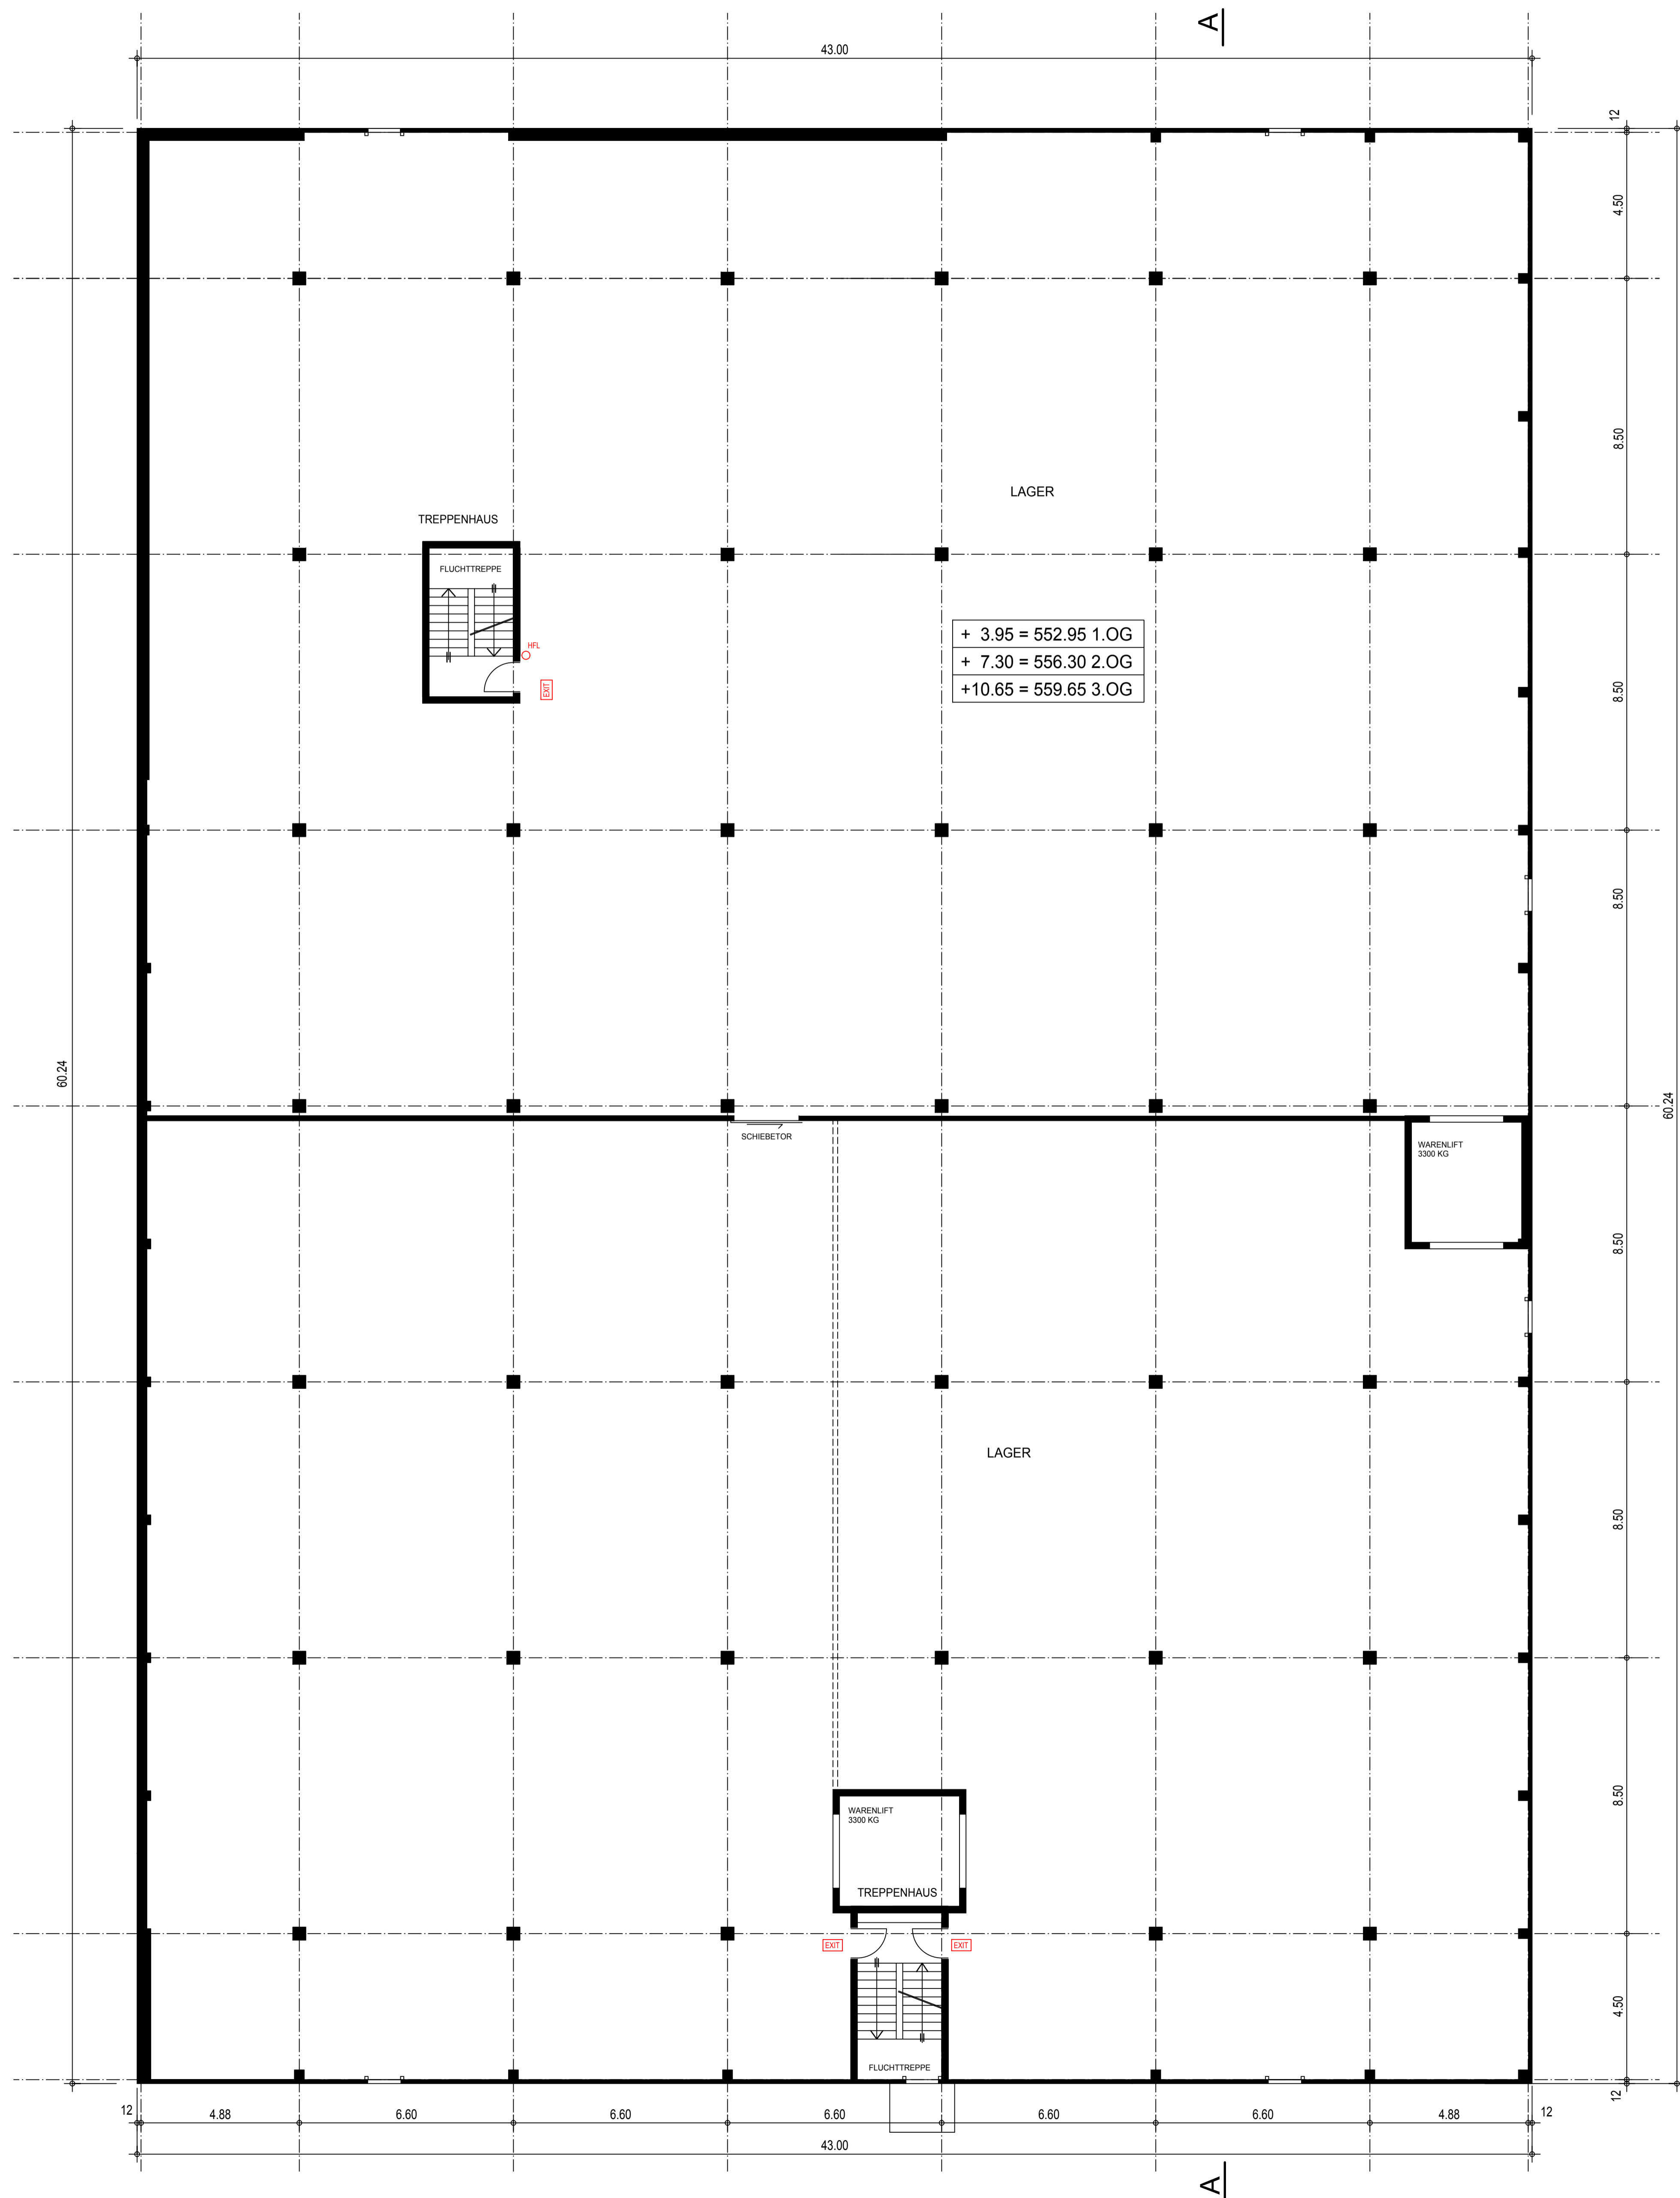 A
43.00
12
4.50
LAGER
8.50
TREPPENHAUS
FLUCHTTREPPE
+ 3.95 = 552.95 1.OG
+ 7.30 = 556.30 2.OG
+10.65 = 559.65 3.OG
HFL
EXIT
8.50
8.50
60.24
60.24
SCHIEBETOR
WARENLIFT
3300 KG
8.50
LAGER
8.50
8.50
WARENLIFT
3300 KG
TREPPENHAUS
EXIT
EXIT
4.50
FLUCHTTREPPE
12
12
4.88
6.60
6.60
6.60
6.60
6.60
4.88
12
43.00
A